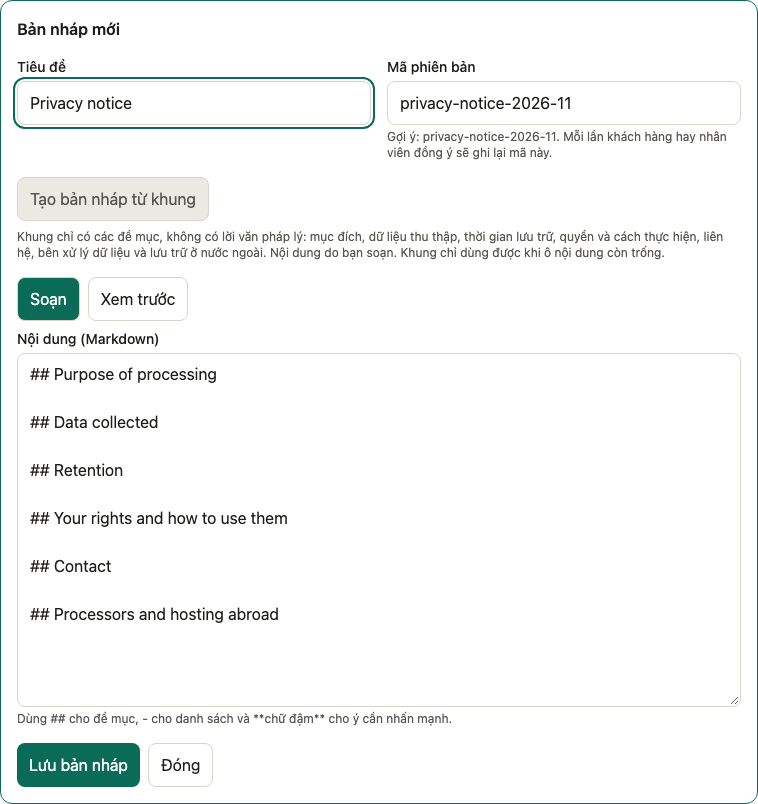 Bản nháp mới
Tiêu đề
Mã phiên bản
Privacy notice
privacy-notice-2026-11
Gợi ý: privacy-notice-2026-11. Mỗi lần khách hàng hay nhân
viên đồng ý sẽ ghi lại mã này.
Tạo bản nháp từ khung
Khung chỉ có các đề mục, không có lời văn pháp lý: mục đích, dữ liệu thu thập, thời gian lưu trữ, quyền và cách thực hiện, liên
hệ, bên xử lý dữ liệu và lưu trữ ở nước ngoài. Nội dung do bạn soạn. Khung chỉ dùng được khi ô nội dung còn trống.
Soạn
Xem trước
Nội dung (Markdown)
## Purpose of processing
## Data collected
## Retention
## Your rights and how to use them
## Contact
## Processors and hosting abroad
Dùng ## cho đề mục, - cho danh sách và **chữ đậm** cho ý cần nhấn mạnh.
Lưu bản nháp
Đóng